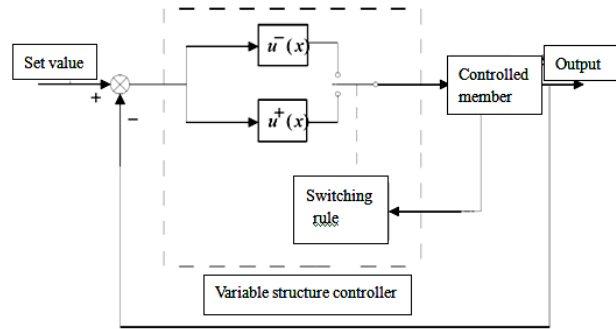 Set value
+
−
u⁻(x)
u⁺(x)
Controlled
member
Output
Switching
rule
Variable structure controller